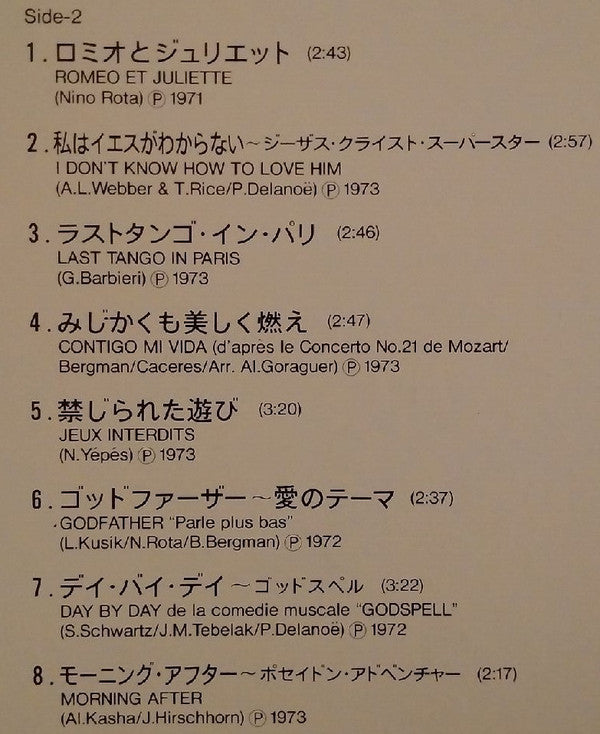 Side-2
1.ロミオとジュリエット (2:43)
ROMEO ET JULIETTE
(Nino Rota) Ⓟ 1971
2.私はイエスがわからない～ジーザス・クライスト・スーパースター (2:57)
I DON'T KNOW HOW TO LOVE HIM
(A.L.Webber & T.Rice/P.Delanoë) Ⓟ 1973
3.ラストタンゴ・イン・パリ (2:46)
LAST TANGO IN PARIS
(G.Barbieri) Ⓟ 1973
4.みじかくも美しく燃え (2:47)
CONTIGO MI VIDA (d'après le Concerto No.21 de Mozart/
Bergman/Caceres/Arr. Al.Goraguer) Ⓟ 1973
5.禁じられた遊び (3:20)
JEUX INTERDITS
(N.Yépès) Ⓟ 1973
6.ゴッドファーザー～愛のテーマ (2:37)
GODFATHER "Parle plus bas"
(L.Kusik/N.Rota/B.Bergman) Ⓟ 1972
7.デイ・バイ・デイ～ゴッドスペル (3:22)
DAY BY DAY de la comedie muscale "GODSPELL"
(S.Schwartz/J.M.Tebelak/P.Delanoë) Ⓟ 1972
8.モーニング・アフター～ポセイドン・アドベンチャー (2:17)
MORNING AFTER
(Al.Kasha/J.Hirschhorn) Ⓟ 1973